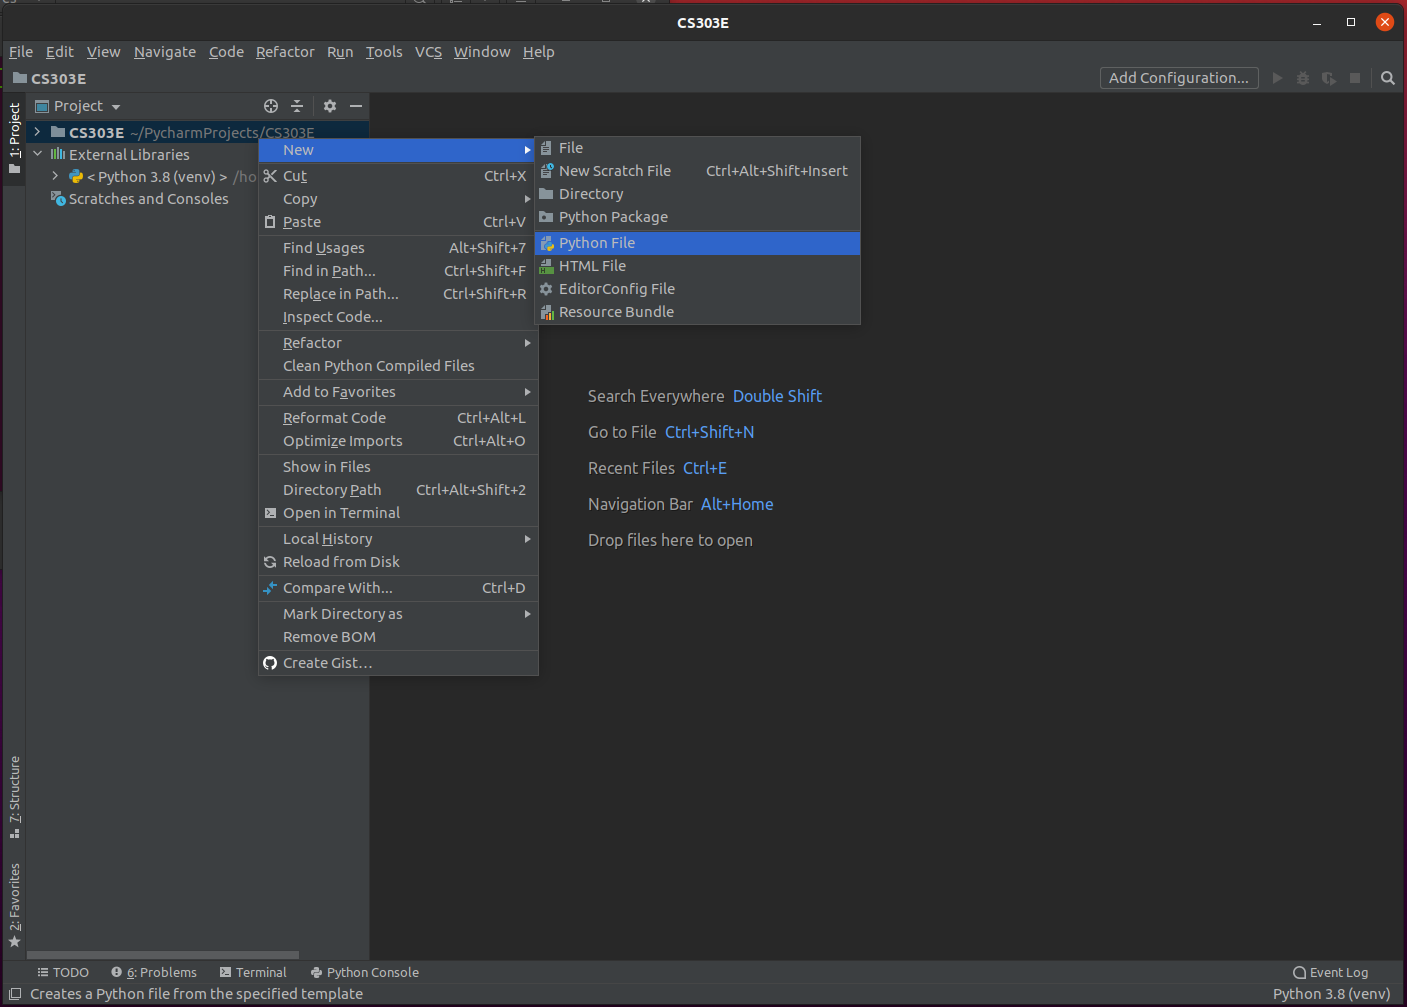 CS303E
File Edit View Navigate Code Refactor Run Tools VCS Window Help
CS303E
Add Configuration...
1: Project
Project
CS303E ~/PycharmProjects/CS303E
External Libraries
< Python 3.8 (venv) > /ho
Scratches and Consoles
New
Cut Ctrl+X
Copy
Paste Ctrl+V
Find Usages Alt+Shift+7
Find in Path... Ctrl+Shift+F
Replace in Path... Ctrl+Shift+R
Inspect Code...
Refactor
Clean Python Compiled Files
Add to Favorites
Reformat Code Ctrl+Alt+L
Optimize Imports Ctrl+Alt+O
Show in Files
Directory Path Ctrl+Alt+Shift+2
Open in Terminal
Local History
Reload from Disk
Compare With... Ctrl+D
Mark Directory as
Remove BOM
Create Gist...
File
New Scratch File Ctrl+Alt+Shift+Insert
Directory
Python Package
Python File
HTML File
EditorConfig File
Resource Bundle
Search Everywhere Double Shift
Go to File Ctrl+Shift+N
Recent Files Ctrl+E
Navigation Bar Alt+Home
Drop files here to open
7: Structure
2: Favorites
TODO 6: Problems Terminal Python Console Event Log
Creates a Python file from the specified template Python 3.8 (venv)